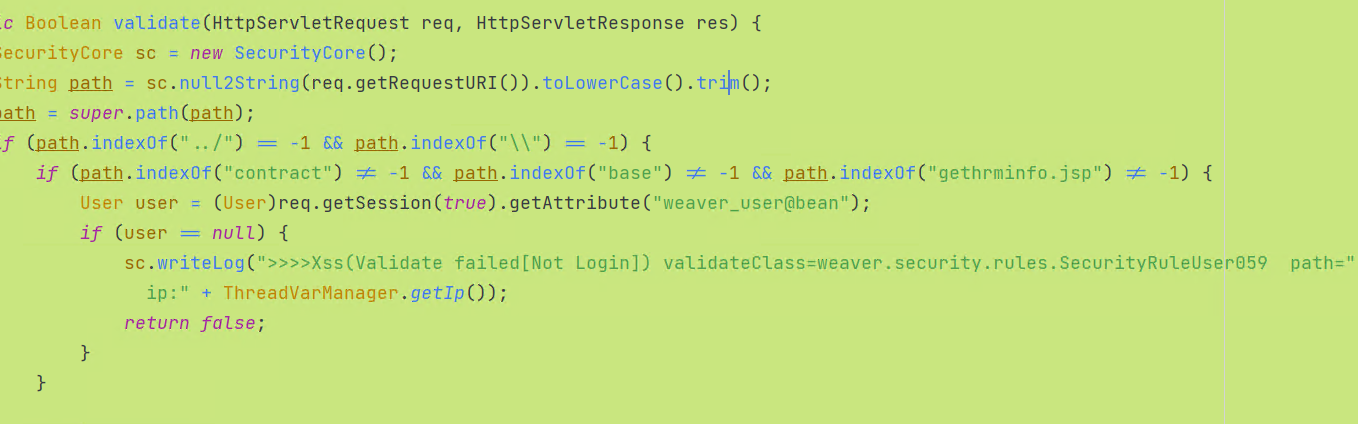 ic Boolean validate(HttpServletRequest req, HttpServletResponse res) {
SecurityCore sc = new SecurityCore();
String path = sc.null2String(req.getRequestURI()).toLowerCase().trim();
path = super.path(path);
if (path.indexOf("../") == -1 && path.indexOf("\\") == -1) {
if (path.indexOf("contract") != -1 && path.indexOf("base") != -1 && path.indexOf("gethrminfo.jsp") != -1) {
User user = (User)req.getSession(true).getAttribute("weaver_user@bean");
if (user == null) {
sc.writeLog(">>>>Xss(Validate failed[Not Login]) validateClass=weaver.security.rules.SecurityRuleUser059  path="
ip:" + ThreadVarManager.getIp());
return false;
}
}